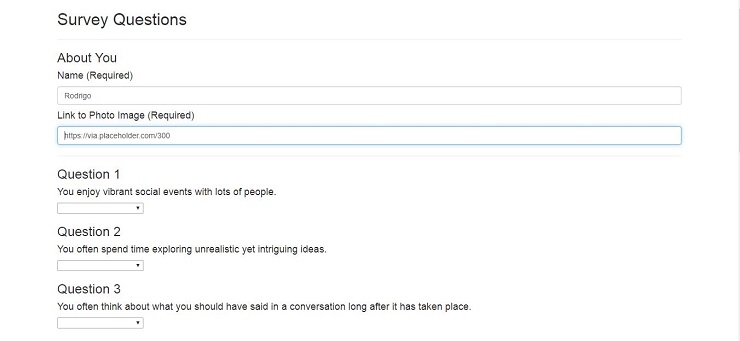 Survey Questions
About You
Name (Required)
Rodrigo
Link to Photo Image (Required)
https://via.placeholder.com/300
Question 1
You enjoy vibrant social events with lots of people.
Question 2
You often spend time exploring unrealistic yet intriguing ideas.
Question 3
You often think about what you should have said in a conversation long after it has taken place.